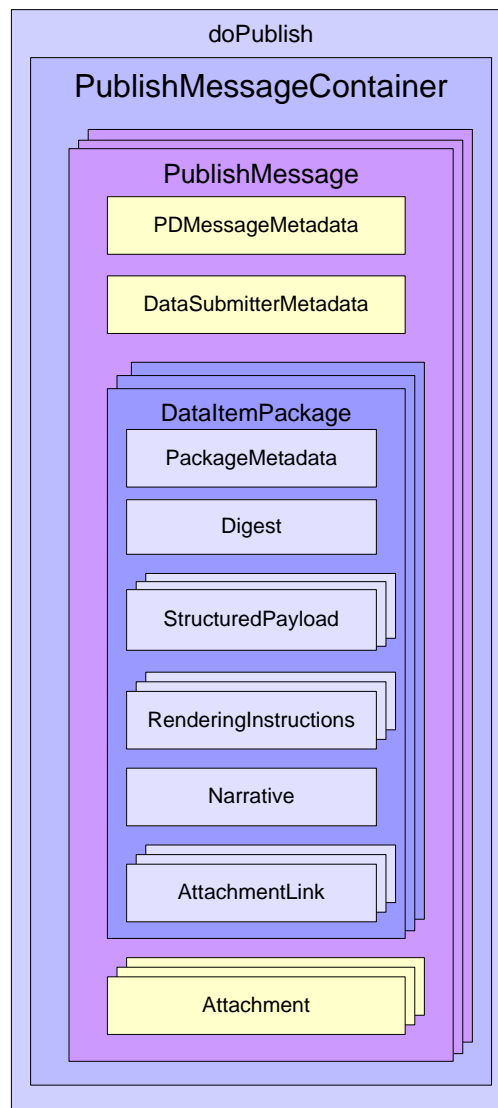 doPublish
PublishMessageContainer
PublishMessage
PDMessageMetadata
DataSubmitterMetadata
DataItemPackage
PackageMetadata
Digest
StructuredPayload
RenderingInstructions
Narrative
AttachmentLink
Attachment